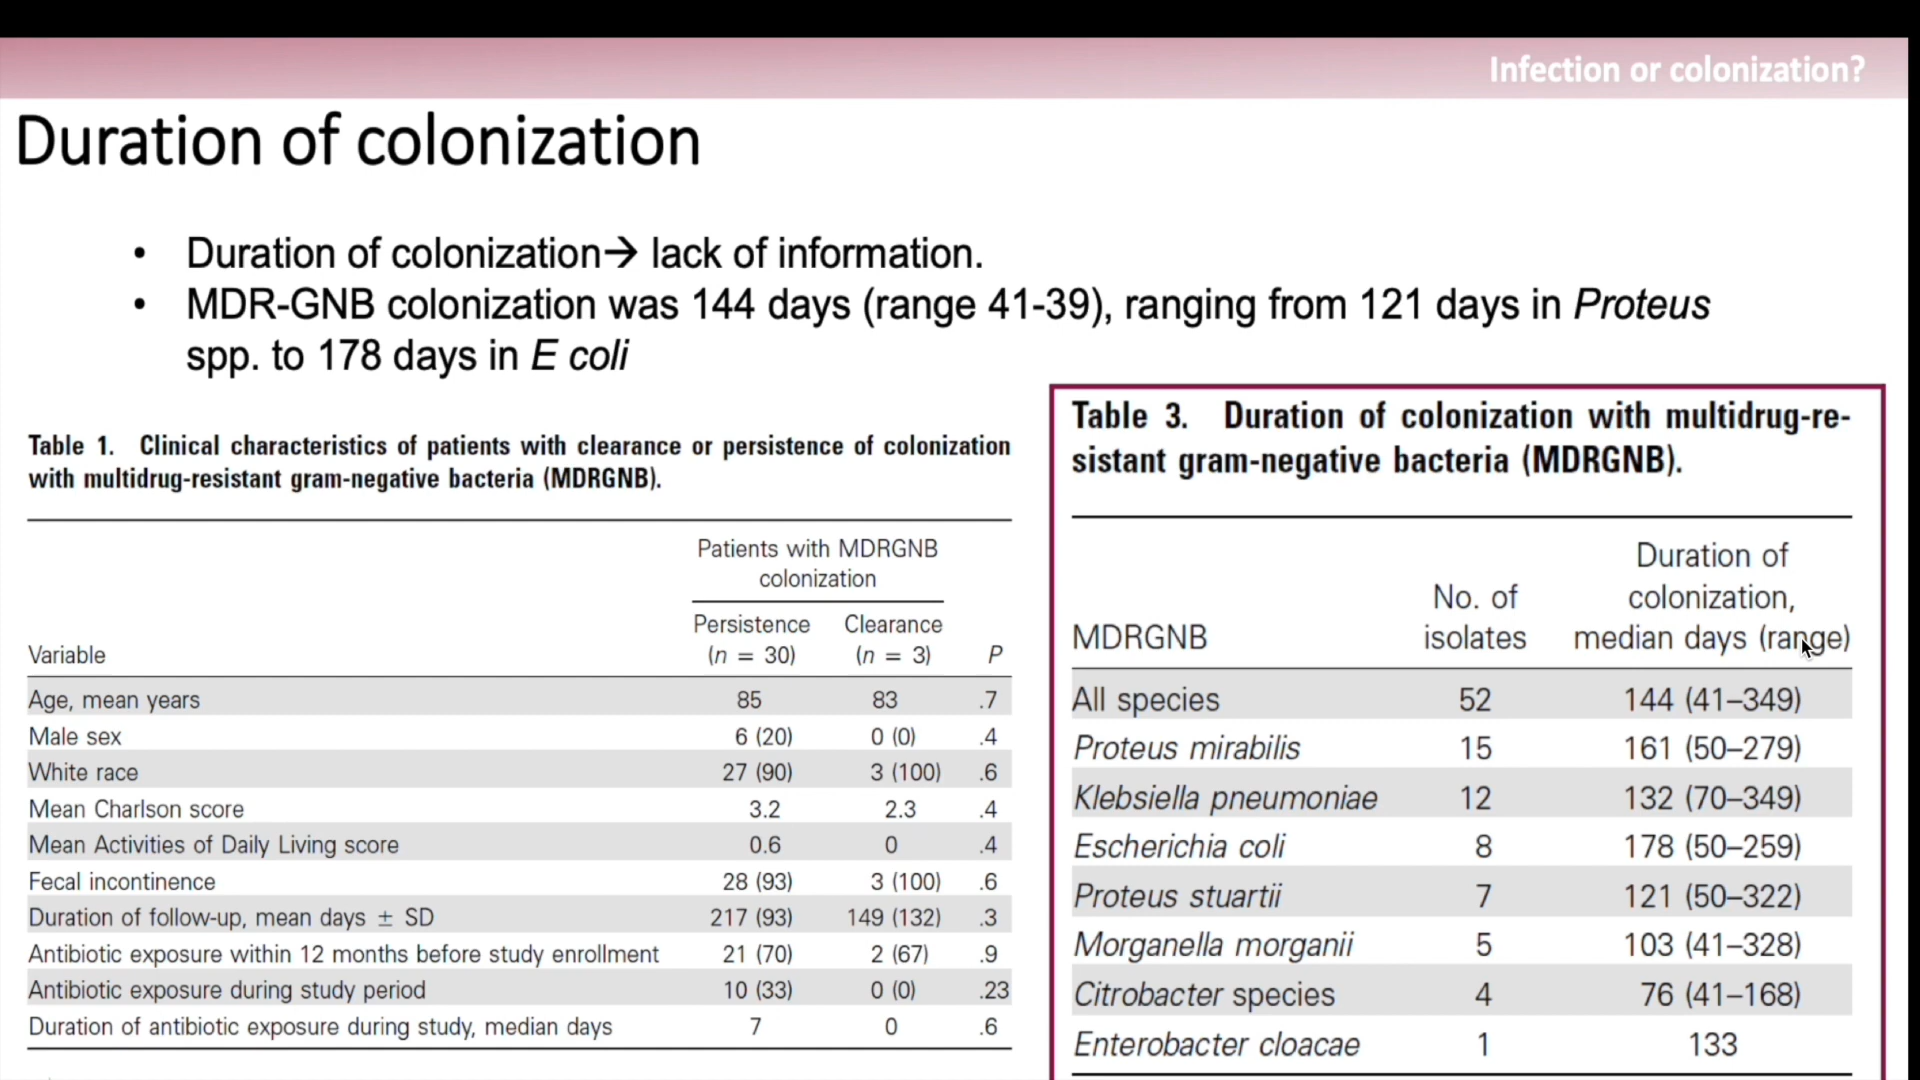 Infection or colonization?
Duration of colonization
• Duration of colonization→ lack of information.
• MDR-GNB colonization was 144 days (range 41-39), ranging from 121 days in Proteus
spp. to 178 days in E coli
Table 1. Clinical characteristics of patients with clearance or persistence of colonization
with multidrug-resistant gram-negative bacteria (MDRGNB).
Patients with MDRGNB
colonization
Persistence Clearance
Variable (n = 30) (n = 3) P
Age, mean years 85 83 .7
Male sex 6 (20) 0 (0) .4
White race 27 (90) 3 (100) .6
Mean Charlson score 3.2 2.3 .4
Mean Activities of Daily Living score 0.6 0 .4
Fecal incontinence 28 (93) 3 (100) .6
Duration of follow-up, mean days ± SD 217 (93) 149 (132) .3
Antibiotic exposure within 12 months before study enrollment 21 (70) 2 (67) .9
Antibiotic exposure during study period 10 (33) 0 (0) .23
Duration of antibiotic exposure during study, median days 7 0 .6
Table 3. Duration of colonization with multidrug-re-
sistant gram-negative bacteria (MDRGNB).
Duration of
No. of colonization,
MDRGNB isolates median days (range)
All species 52 144 (41–349)
Proteus mirabilis 15 161 (50–279)
Klebsiella pneumoniae 12 132 (70–349)
Escherichia coli 8 178 (50–259)
Proteus stuartii 7 121 (50–322)
Morganella morganii 5 103 (41–328)
Citrobacter species 4 76 (41–168)
Enterobacter cloacae 1 133